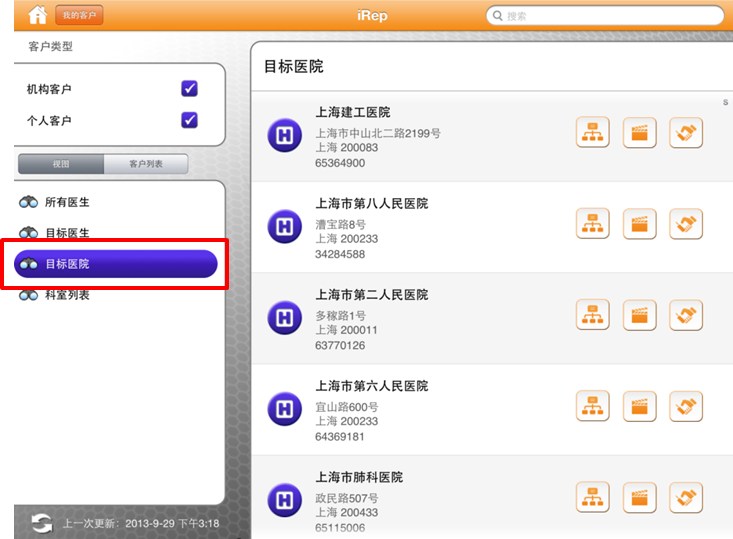 我的客户
iRep
搜索
客户类型
机构客户
个人客户
视图
客户列表
所有医生
目标医生
目标医院
科室列表
上一次更新：2013-9-29 下午3:18
目标医院
S
上海建工医院
上海市中山北二路2199号
上海 200083
65364900
上海市第八人民医院
漕宝路8号
上海 200233
34284588
上海市第二人民医院
多稼路1号
上海 200011
63770126
上海市第六人民医院
宜山路600号
上海 200233
64369181
上海市肺科医院
政民路507号
上海 200433
65115006